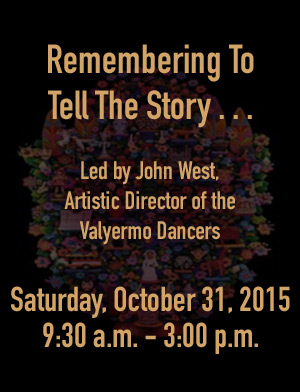 Remembering To
Tell The Story . . .
Led by John West,
Artistic Director of the
Valyermo Dancers
Saturday, October 31, 2015
9:30 a.m. - 3:00 p.m.